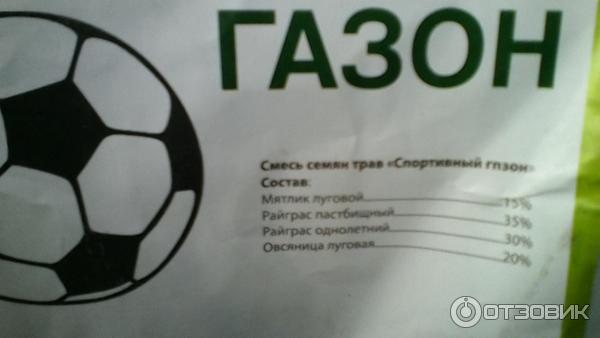 ГАЗОН
Смесь семян трав «Спортивный гпзон»
Состав:
Мятлик луговой 15%
Райграс пастбищный 35%
Райграс однолетний 30%
Овсяница луговая 20%
ОТЗОВИК